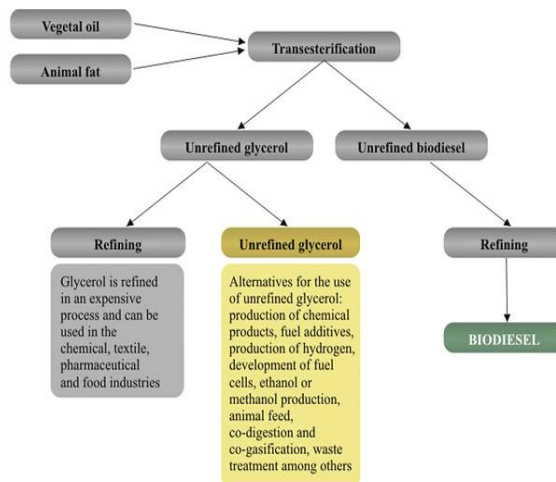 Vegetal oil
Transesterification
Animal fat
Unrefined glycerol
Unrefined biodiesel
Refining
Unrefined glycerol
Refining
Glycerol is refined
in an expensive
process and can be
used in the
chemical, textile,
pharmaceutical
and food industries
Alternatives for the use
of unrefined glycerol:
production of chemical
products, fuel additives,
production of hydrogen,
development of fuel
cells, ethanol or
methanol production,
animal feed,
co-digestion and
co-gasification, waste
treatment among others
BIODIESEL